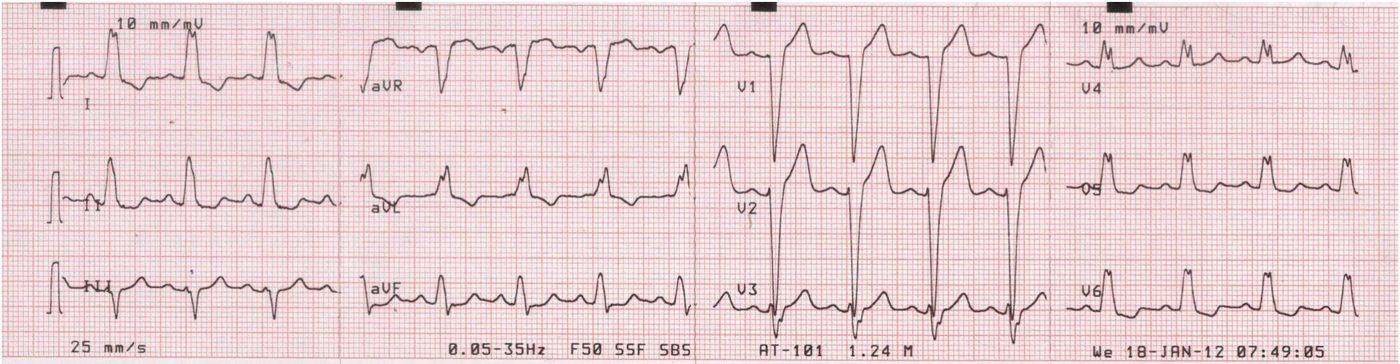 10 mm/mV
10 mm/mV
I
aVR
V1
V4
II
aVL
V2
V5
III
aVF
V3
V6
25 mm/s
0.05-35Hz F50 SSF SBS
AT-101 1.24 M
We 18-JAN-12 07:49:05